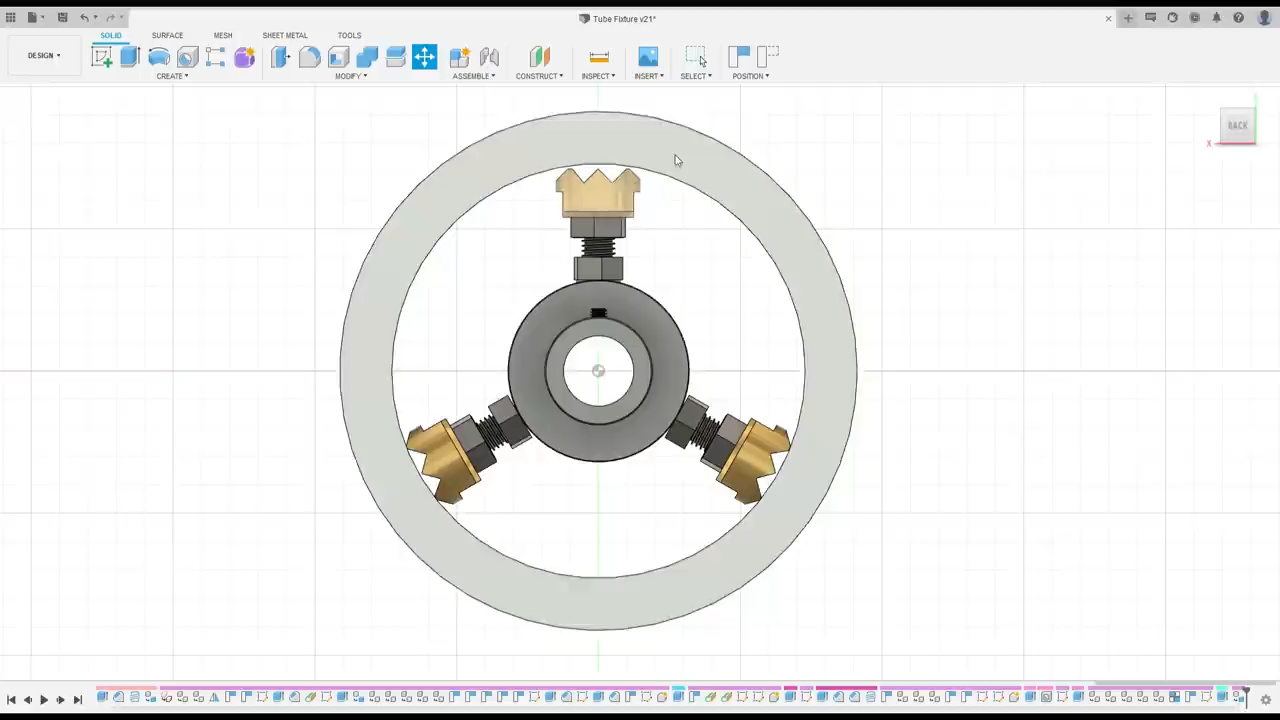 Tube Fixture v21*
SOLID SURFACE MESH SHEET METAL TOOLS
DESIGN
CREATE MODIFY ASSEMBLE CONSTRUCT INSPECT INSERT SELECT POSITION
BACK
X